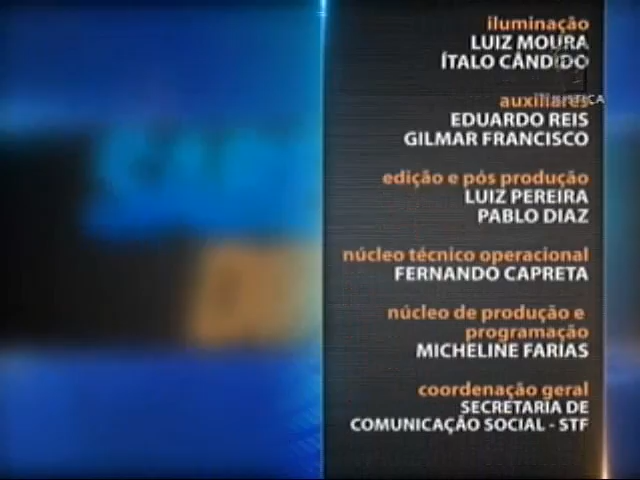 iluminação
LUIZ MOURA
ÍTALO CÂNDIDO
auxiliares
JUSTIÇA
EDUARDO REIS
GILMAR FRANCISCO
edição e pós produção
LUIZ PEREIRA
PABLO DIAZ
núcleo técnico operacional
FERNANDO CAPRETA
núcleo de produção e
programação
MICHELINE FARIAS
coordenação geral
SECRETARIA DE
COMUNICAÇÃO SOCIAL - STF